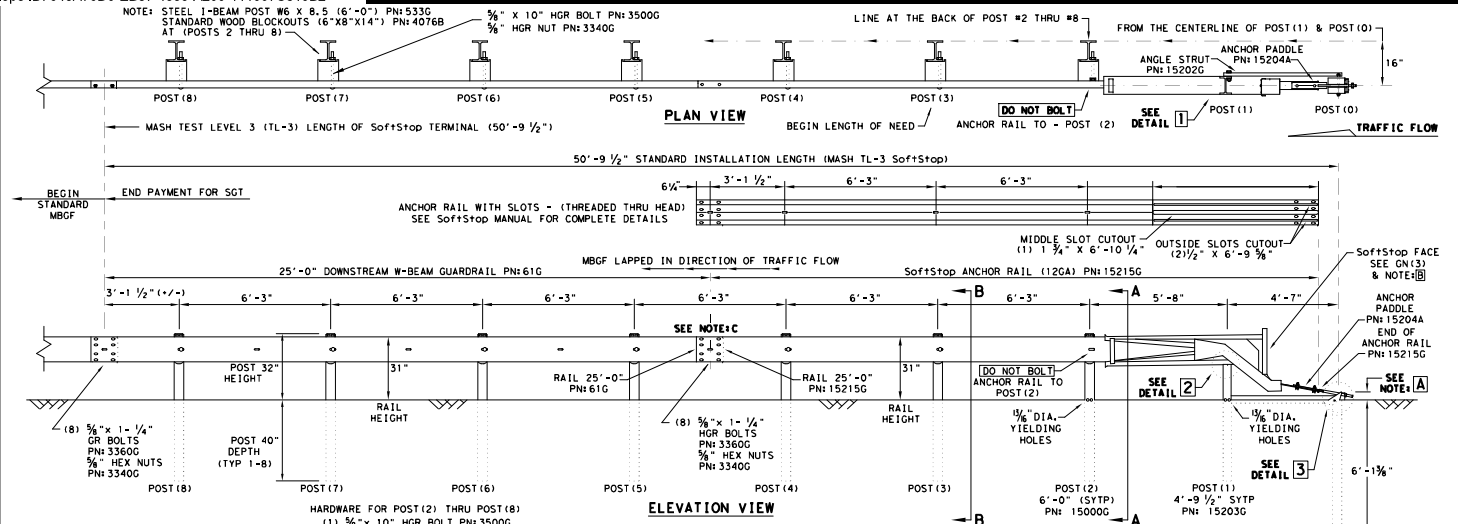 NOTE: STEEL I-BEAM POST W6 X 8.5 (6'-0") PN:533G
STANDARD WOOD BLOCKOUTS (6"X8"X14") PN:4076B
AT (POSTS 2 THRU 8)
5/8" X 10" HGR BOLT PN:3500G
5/8" HGR NUT PN:3340G
LINE AT THE BACK OF POST #2 THRU #8
FROM THE CENTERLINE OF POST(1) & POST(0)
ANCHOR PADDLE
PN:15204A
ANGLE STRUT
PN:15202G
16"
POST(8)
POST(7)
POST(6)
POST(5)
POST(4)
POST(3)
DO NOT BOLT
ANCHOR RAIL TO - POST (2)
SEE
DETAIL 1
POST(1)
POST(0)
PLAN VIEW
BEGIN LENGTH OF NEED
TRAFFIC FLOW
MASH TEST LEVEL 3 (TL-3) LENGTH OF SoftStop TERMINAL (50'-9 1/2")
50'-9 1/2" STANDARD INSTALLATION LENGTH (MASH TL-3 SoftStop)
BEGIN
STANDARD
MBGF
END PAYMENT FOR SGT
6 1/4"
3'-1 1/2"
6'-3"
6'-3"
ANCHOR RAIL WITH SLOTS - (THREADED THRU HEAD)
SEE SoftStop MANUAL FOR COMPLETE DETAILS
MIDDLE SLOT CUTOUT
(1) 1 3/4" X 6'-10 1/4"
OUTSIDE SLOTS CUTOUT
(2)1/2" X 6'-9 5/8"
SoftStop FACE
SEE GN(3)
& NOTE:B
MBGF LAPPED IN DIRECTION OF TRAFFIC FLOW
25'-0" DOWNSTREAM W-BEAM GUARDRAIL PN:61G
SoftStop ANCHOR RAIL (12GA) PN:15215G
3'-1 1/2" (+/-)
6'-3"
6'-3"
6'-3"
6'-3"
6'-3"
6'-3"
5'-8"
4'-7"
B
A
ANCHOR
PADDLE
PN:15204A
END OF
ANCHOR RAIL
PN:15215G
SEE NOTE:C
POST 32"
HEIGHT
31"
RAIL
HEIGHT
RAIL 25'-0"
PN:61G
RAIL 25'-0"
PN:15215G
31"
RAIL
HEIGHT
DO NOT BOLT
ANCHOR RAIL TO
POST(2)
SEE
DETAIL 2
SEE
NOTE: A
(8) 5/8"x 1- 1/4"
GR BOLTS
PN:3360G
5/8" HEX NUTS
PN:3340G
POST 40"
DEPTH
(TYP 1-8)
(8) 5/8"x 1- 1/4"
HGR BOLTS
PN:3360G
5/8" HEX NUTS
PN:3340G
13/16" DIA.
YIELDING
HOLES
13/16" DIA.
YIELDING
HOLES
SEE
DETAIL 3
6'-1 3/8"
POST(8)
POST(7)
POST(6)
POST(5)
POST(4)
POST(3)
POST(2)
6'-0" (SYTP)
PN: 15000G
POST(1)
4'-9 1/2" SYTP
PN: 15203G
HARDWARE FOR POST(2) THRU POST(8)
(1) 5/8"x 10" HGR BOLT PN:3500G
ELEVATION VIEW
B
A